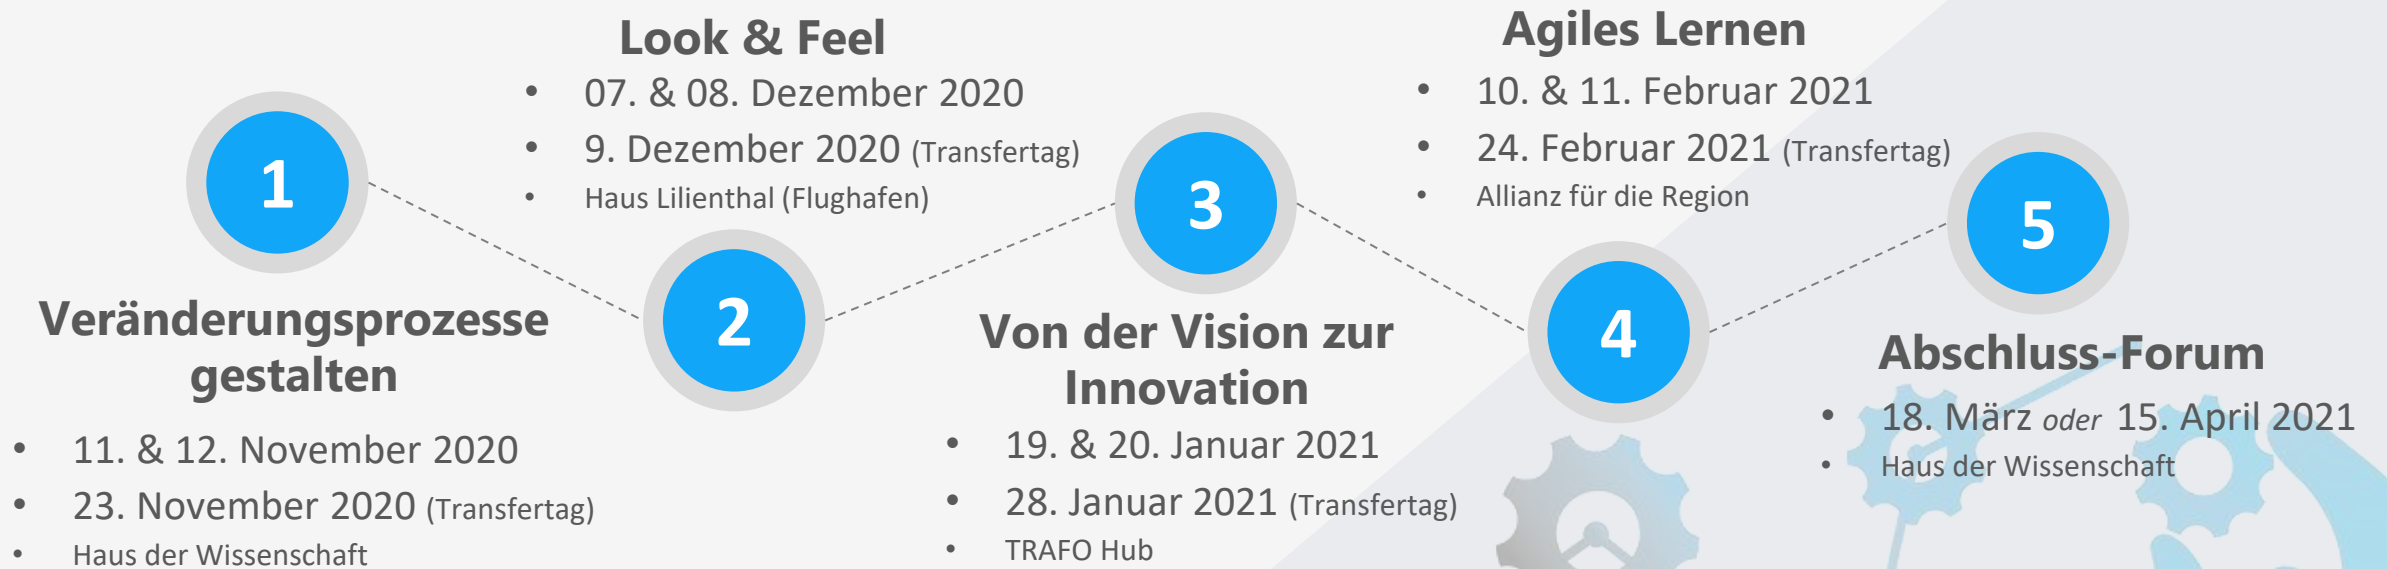 1
Veränderungsprozesse
gestalten
• 11. & 12. November 2020
• 23. November 2020 (Transfertag)
• Haus der Wissenschaft
Look & Feel
• 07. & 08. Dezember 2020
• 9. Dezember 2020 (Transfertag)
• Haus Lilienthal (Flughafen)
2
3
Von der Vision zur
Innovation
• 19. & 20. Januar 2021
• 28. Januar 2021 (Transfertag)
• TRAFO Hub
Agiles Lernen
• 10. & 11. Februar 2021
• 24. Februar 2021 (Transfertag)
• Allianz für die Region
4
5
Abschluss-Forum
• 18. März oder 15. April 2021
• Haus der Wissenschaft